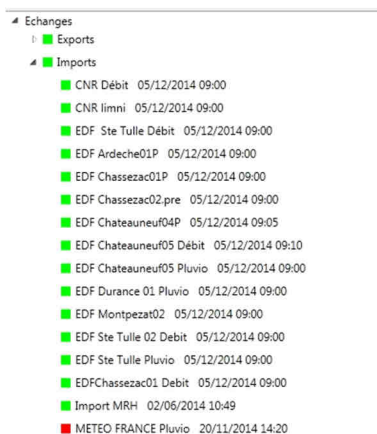 Echanges
Exports
Imports
CNR Débit 05/12/2014 09:00
CNR limni 05/12/2014 09:00
EDF Ste Tulle Débit 05/12/2014 09:00
EDF Ardeche01P 05/12/2014 09:00
EDF Chassezac01P 05/12/2014 09:00
EDF Chassezac02.pre 05/12/2014 09:00
EDF Chateauneuf04P 05/12/2014 09:05
EDF Chateauneuf05 Débit 05/12/2014 09:10
EDF Chateauneuf05 Pluvio 05/12/2014 09:00
EDF Durance 01 Pluvio 05/12/2014 09:00
EDF Montpezat02 05/12/2014 09:00
EDF Ste Tulle 02 Debit 05/12/2014 09:00
EDF Ste Tulle Pluvio 05/12/2014 09:00
EDFChassezac01 Debit 05/12/2014 09:00
Import MRH 02/06/2014 10:49
METEO FRANCE Pluvio 20/11/2014 14:20